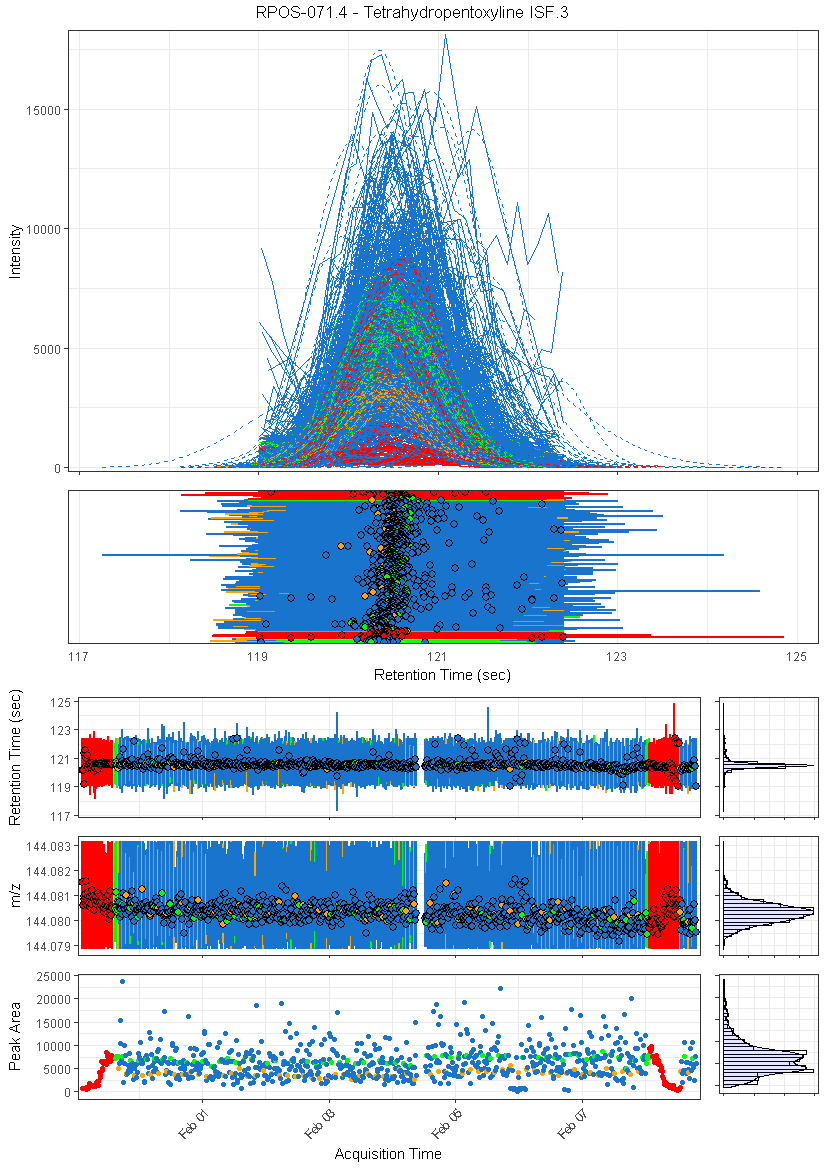 RPOS-071.4 - Tetrahydropentoxyline ISF.3
15000
10000
5000
0
Intensity
117 119 121 123 125
Retention Time (sec)
125
123
121
119
117
Retention Time (sec)
144.083
144.082
144.081
144.080
144.079
m/z
25000
20000
15000
10000
5000
0
Peak Area
Feb 01 Feb 03 Feb 05 Feb 07
Acquisition Time